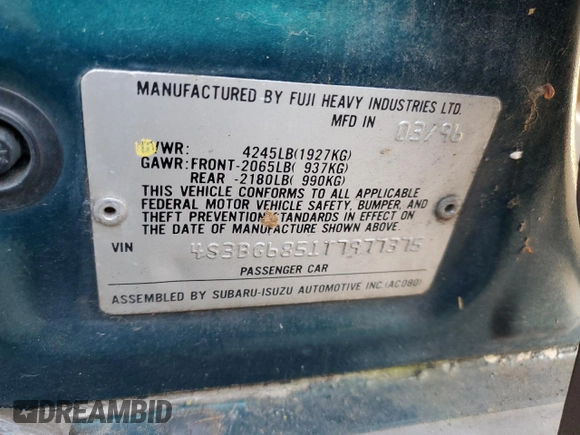 MANUFACTURED BY FUJI HEAVY INDUSTRIES LTD.
MFD IN 03/96
GVWR: 4245LB(1927KG)
GAWR:FRONT-2065LB( 937KG)
REAR -2180LB( 990KG)
THIS VEHICLE CONFORMS TO ALL APPLICABLE
FEDERAL MOTOR VEHICLE SAFETY, BUMPER, AND
THEFT PREVENTION STANDARDS IN EFFECT ON
THE DATE OF MANUFACTURE SHOWN ABOVE.
VIN 4S3BG6851T7977375
PASSENGER CAR
ASSEMBLED BY SUBARU-ISUZU AUTOMOTIVE INC.(AC080)
DREAMBID